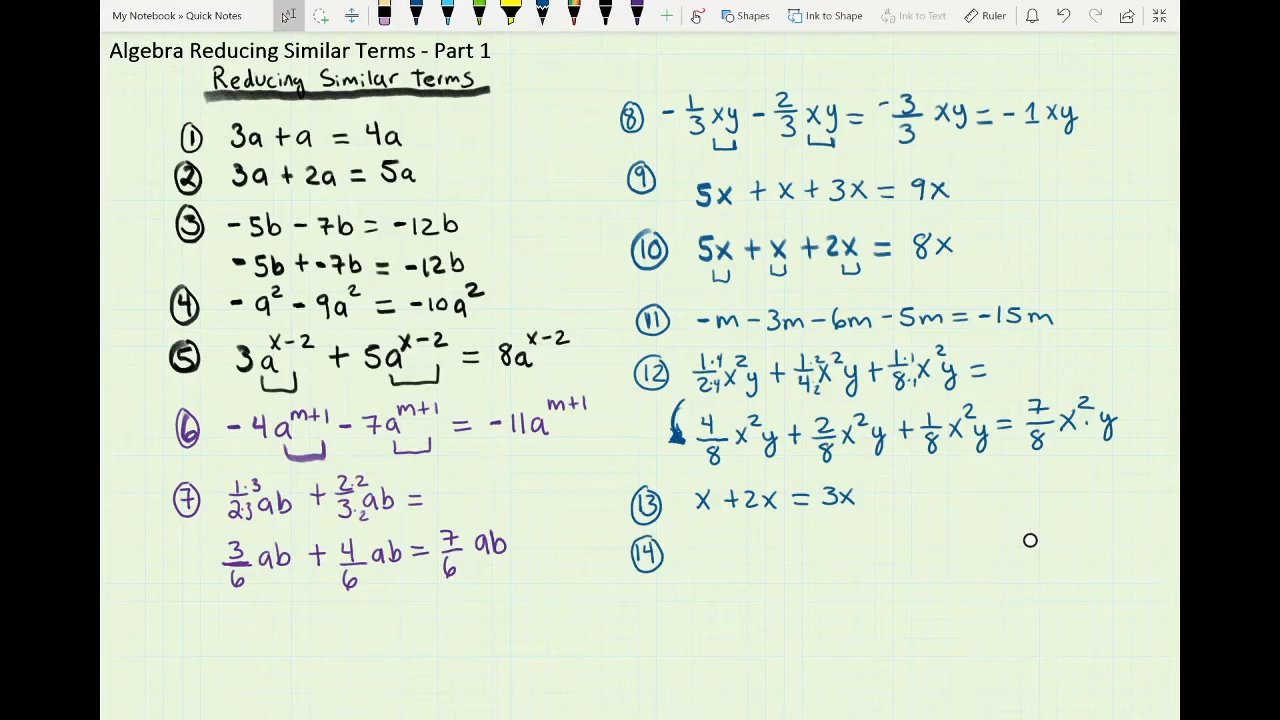 My Notebook » Quick Notes
Shapes
Ink to Shape
Ink to Text
Ruler
Algebra Reducing Similar Terms - Part 1
Reducing Similar terms
① 3a + a = 4a
② 3a + 2a = 5a
③ -5b - 7b = -12b
-5b + -7b = -12b
④ -a² - 9a² = -10a²
⑤ 3a^(x-2) + 5a^(x-2) = 8a^(x-2)
⑥ -4a^(m+1) - 7a^(m+1) = -11a^(m+1)
⑦ (1·3)/(2·3) ab + (2·2)/(3·2) ab =
3/6 ab + 4/6 ab = 7/6 ab
⑧ -1/3 xy - 2/3 xy = -3/3 xy = -1xy
⑨ 5x + x + 3x = 9x
⑩ 5x + x + 2x = 8x
⑪ -m - 3m - 6m - 5m = -15m
⑫ (1·4)/(2·4) x²y + (1·2)/(4·2) x²y + (1·1)/(8·1) x²y =
4/8 x²y + 2/8 x²y + 1/8 x²y = 7/8 x²·y
⑬ x + 2x = 3x
⑭